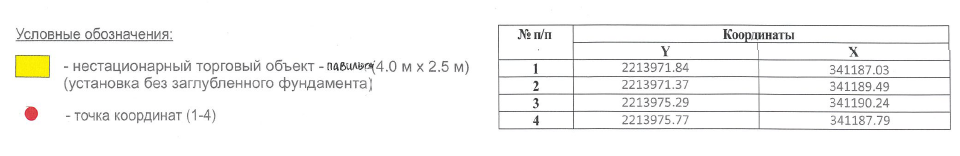 Условные обозначения:
- нестационарный торговый объект - павильон (4.0 м х 2.5 м)
(установка без заглубленного фундамента)
- точка координат (1-4)
№ п/п Координаты
Y X
1 2213971.84 341187.03
2 2213971.37 341189.49
3 2213975.29 341190.24
4 2213975.77 341187.79